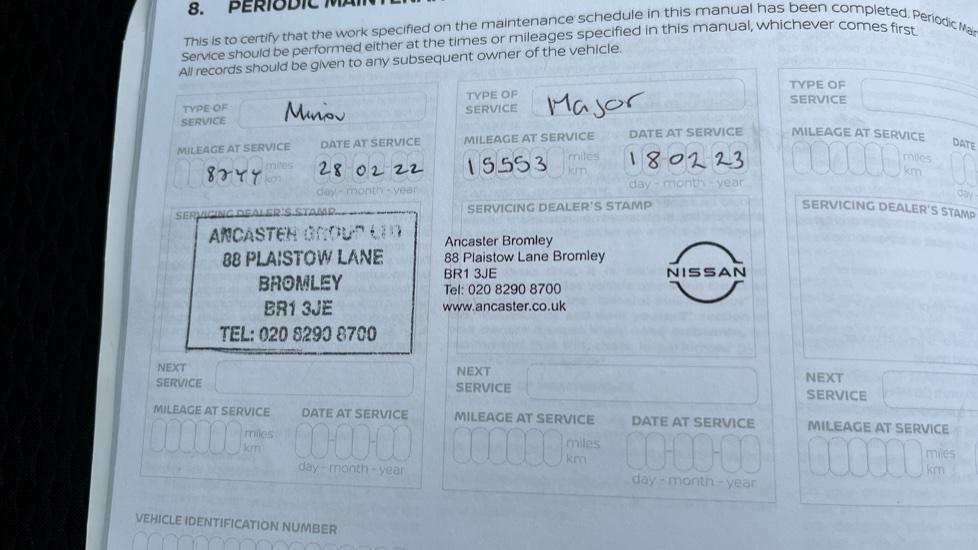 8. PERIODIC
This is to certify that the work specified on the maintenance schedule in this manual has been completed. Periodic
Service should be performed either at the times or mileages specified in this manual, whichever comes first.
All records should be given to any subsequent owner of the vehicle.
TYPE OF
SERVICE
Minor
MILEAGE AT SERVICE
DATE AT SERVICE
miles
km
28 02 22
day - month - year
SERVICING DEALER'S STAMP
ANCASTER GROUP LTD
88 PLAISTOW LANE
BROMLEY
BR1 3JE
TEL: 020 8290 8700
NEXT
SERVICE
MILEAGE AT SERVICE
DATE AT SERVICE
miles
km
day - month - year
TYPE OF
SERVICE
Major
MILEAGE AT SERVICE
DATE AT SERVICE
15553
miles
km
18 02 23
day - month - year
SERVICING DEALER'S STAMP
Ancaster Bromley
88 Plaistow Lane Bromley
BR1 3JE
Tel: 020 8290 8700
www.ancaster.co.uk
NISSAN
NEXT
SERVICE
MILEAGE AT SERVICE
DATE AT SERVICE
miles
km
day - month - year
TYPE OF
SERVICE
MILEAGE AT SERVICE
DATE
miles
km
day
SERVICING DEALER'S STAMP
NEXT
SERVICE
MILEAGE AT SERVICE
miles
km
VEHICLE IDENTIFICATION NUMBER